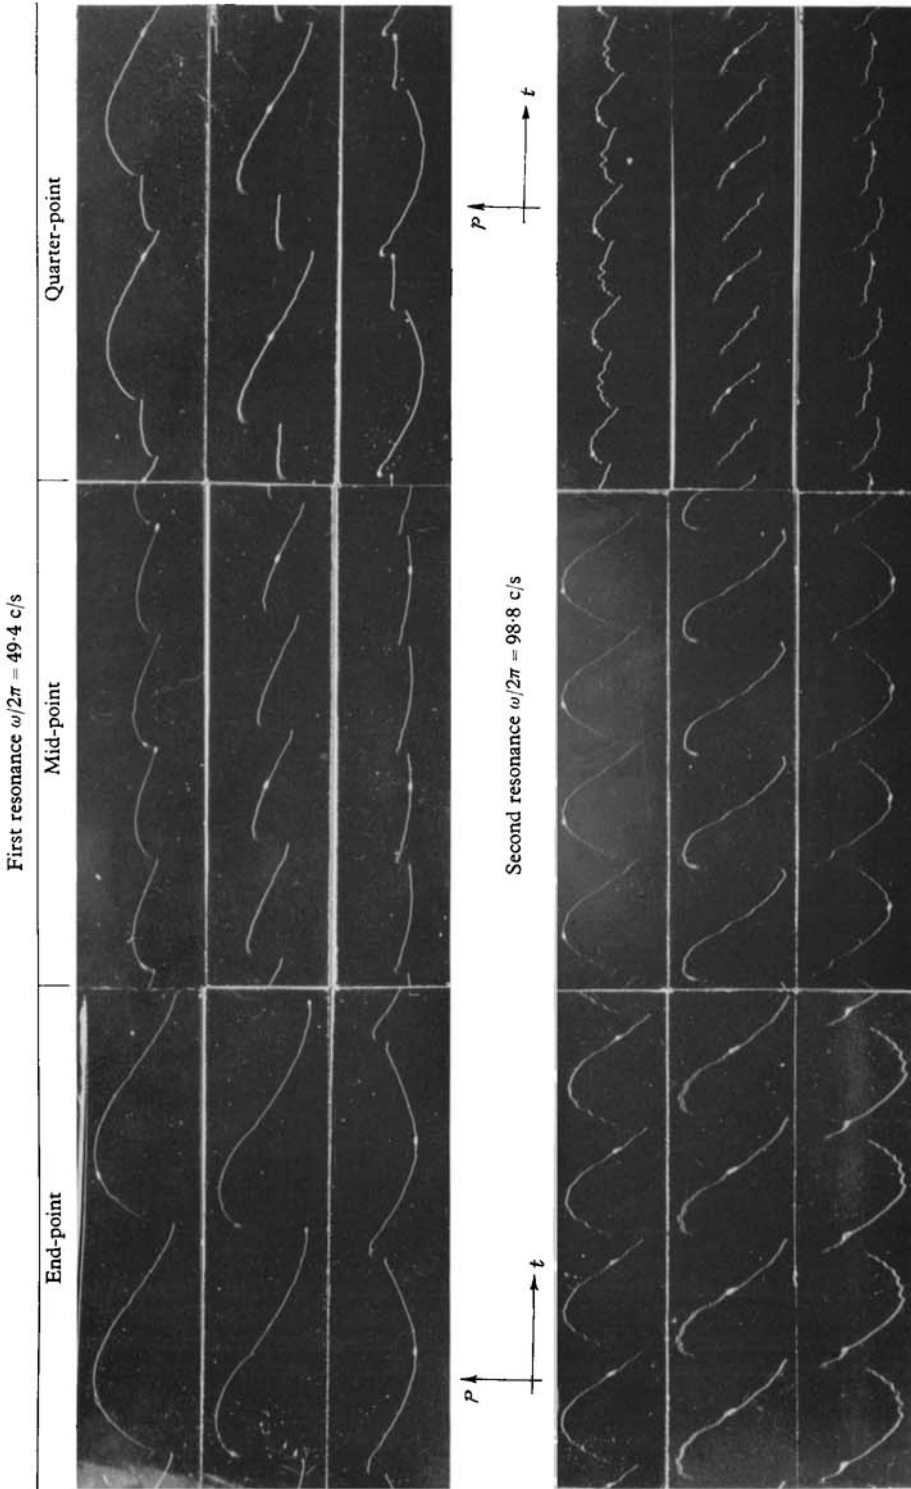 First resonance ω/2π = 49·4 c/s
End-point Mid-point Quarter-point
p
t
p
t
Second resonance ω/2π = 98·8 c/s